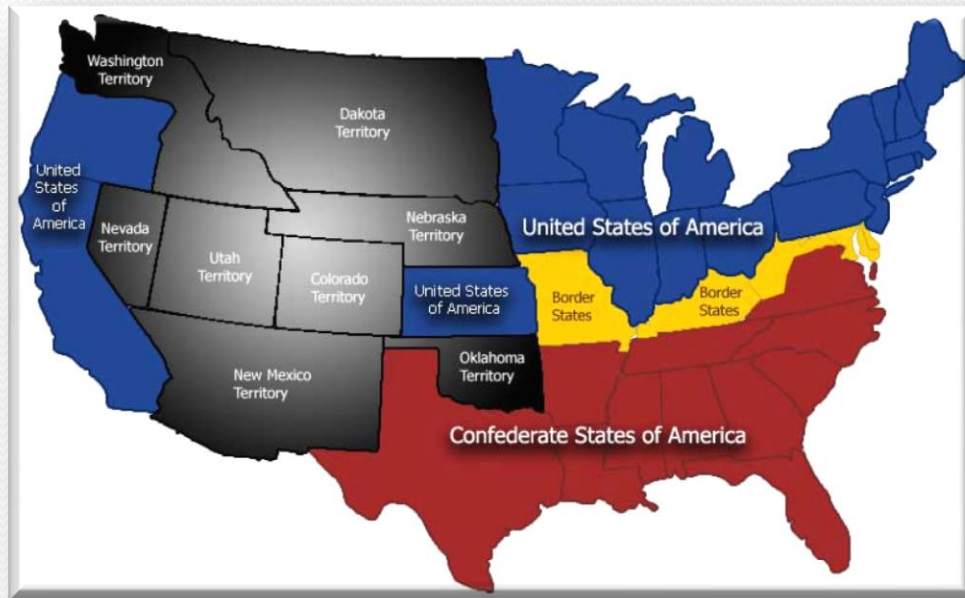 Washington
Territory
Dakota
Territory
United
States
of
America
Nevada
Territory
Utah
Territory
Colorado
Territory
Nebraska
Territory
United States of America
United States
of America
Border
States
Border
States
New Mexico
Territory
Oklahoma
Territory
Confederate States of America